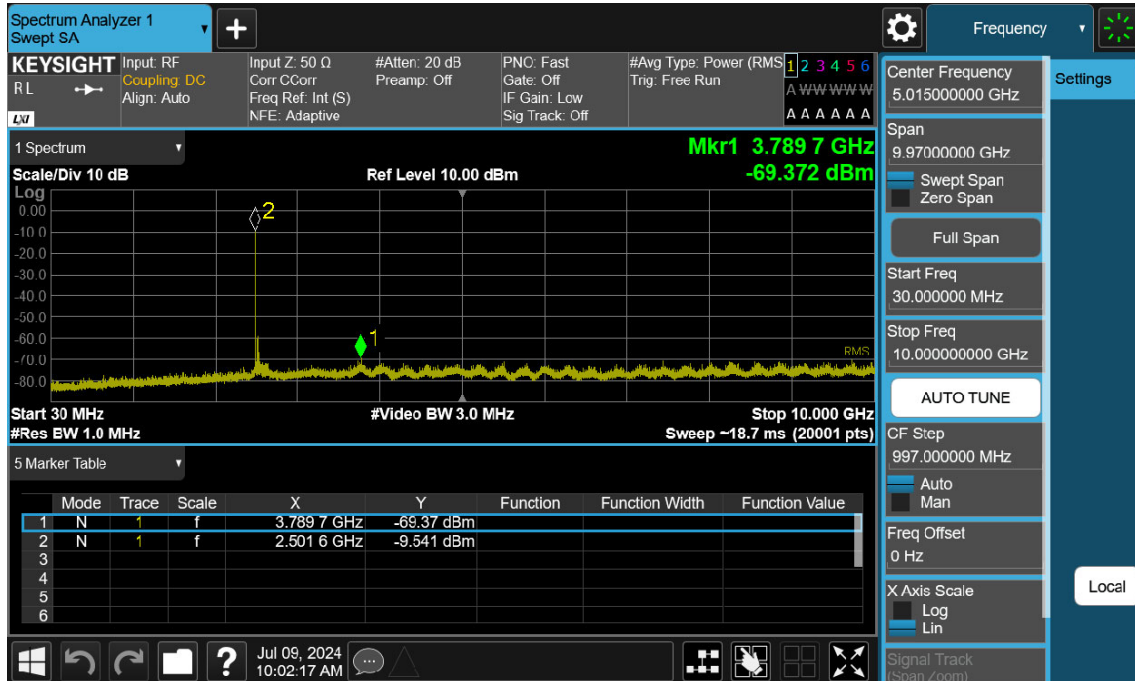 Spectrum Analyzer 1
Swept SA
+
Frequency
KEYSIGHT
RL
LXI
Input: RF
Coupling: DC
Align: Auto
Input Z: 50 Ω
Corr CCorr
Freq Ref: Int (S)
NFE: Adaptive
#Atten: 20 dB
Preamp: Off
PNO: Fast
Gate: Off
IF Gain: Low
Sig Track: Off
#Avg Type: Power (RMS
Trig: Free Run
1 2 3 4 5 6
A W W W W W
A A A A A A
1 Spectrum
Mkr1 3.789 7 GHz
-69.372 dBm
Scale/Div 10 dB
Ref Level 10.00 dBm
Log
0.00
-10.0
-20.0
-30.0
-40.0
-50.0
-60.0
-70.0
-80.0
2
1
RMS
Start 30 MHz
#Video BW 3.0 MHz
Stop 10.000 GHz
#Res BW 1.0 MHz
Sweep ~18.7 ms (20001 pts)
5 Marker Table
Mode Trace Scale X Y Function Function Width Function Value
1 N 1 f 3.789 7 GHz -69.37 dBm
2 N 1 f 2.501 6 GHz -9.541 dBm
3
4
5
6
?
Jul 09, 2024
10:02:17 AM
Center Frequency
5.015000000 GHz
Span
9.97000000 GHz
Swept Span
Zero Span
Full Span
Start Freq
30.000000 MHz
Stop Freq
10.000000000 GHz
AUTO TUNE
CF Step
997.000000 MHz
Auto
Man
Freq Offset
0 Hz
X Axis Scale
Log
Lin
Signal Track
(Span Zoom)
Settings
Local